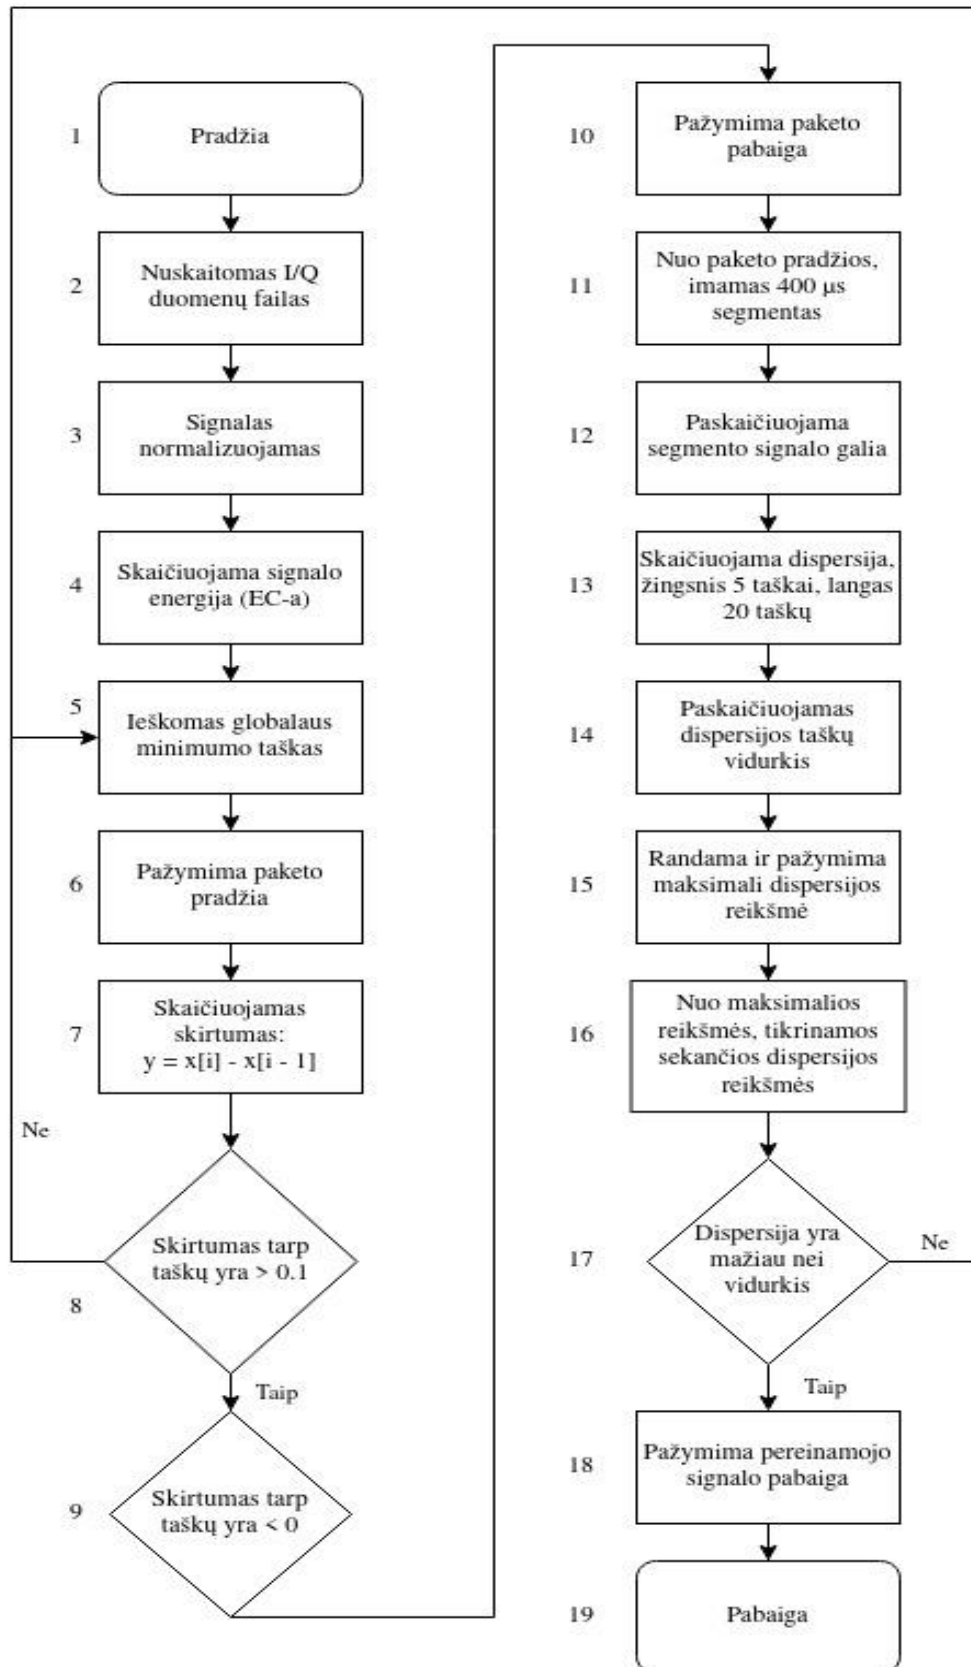 1
Pradžia
2
Nuskaitomas I/Q
duomenų failas
3
Signalas
normalizuojamas
4
Skaičiuojama signalo
energija (EC-a)
5
Ieškomas globalaus
minimumo taškas
6
Pažymima paketo
pradžia
7
Skaičiuojamas
skirtumas:
y = x[i] - x[i - 1]
Ne
8
Skirtumas tarp
taškų yra > 0.1
Taip
9
Skirtumas tarp
taškų yra < 0
10
Pažymima paketo
pabaiga
11
Nuo paketo pradžios,
imamas 400 µs
segmentas
12
Paskaičiuojama
segmento signalo galia
13
Skaičiuojama dispersija,
žingsnis 5 taškai, langas
20 taškų
14
Paskaičiuojamas
dispersijos taškų
vidurkis
15
Randama ir pažymima
maksimali dispersijos
reikšmė
16
Nuo maksimalios
reikšmės, tikrinamos
sekančios dispersijos
reikšmės
17
Dispersija yra
mažiau nei
vidurkis
Ne
Taip
18
Pažymima pereinamojo
signalo pabaiga
19
Pabaiga